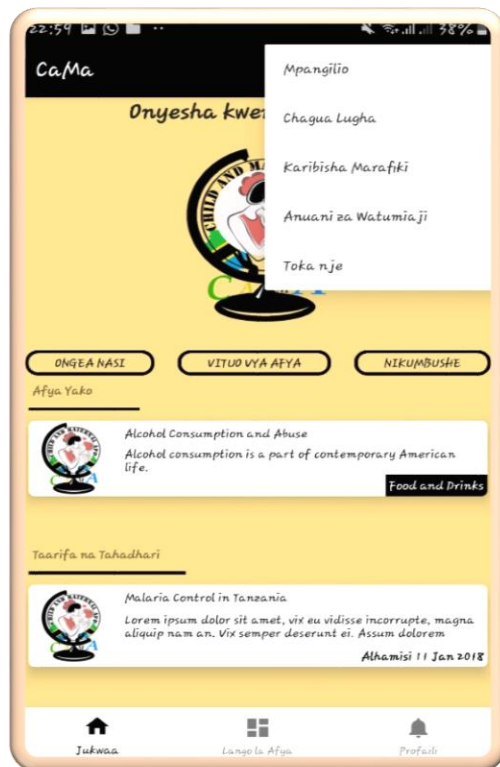 22:59
38%
CaMa
Mpangilio
Chagua Lugha
Karibisha Marafiki
Anuani za Watumiaji
Toka nje
Onyesha
CHILD AND
ONGEA NASI
VITUO VYA AFYA
NIKUMBUSHE
Afya Yako
Alcohol Consumption and Abuse
Alcohol consumption is a part of contemporary American
life.
Food and Drinks
Taarifa na Tahadhari
Malaria Control in Tanzania
Lorem ipsum dolor sit amet, vix eu vidisse incorrupte, magna
aliquip nam an. Vix semper deserunt ei. Assum dolorem
Alhamisi 11 Jan 2018
Jukwaa
Lango la Afya
Profaili